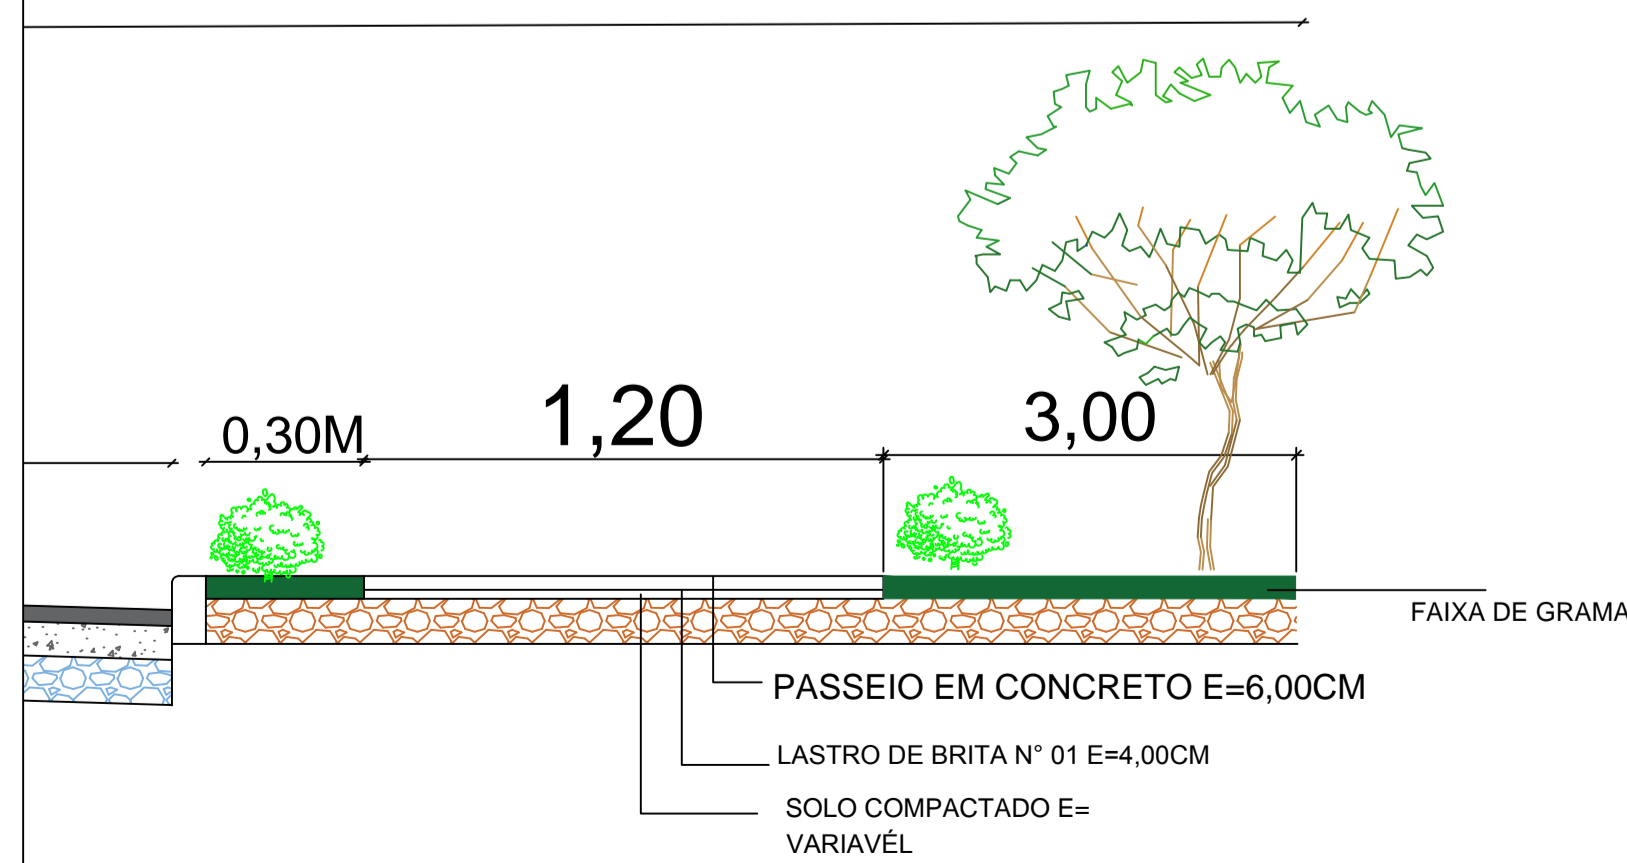 0,30M
1,20
3,00
FAIXA DE GRAMA
PASSEIO EM CONCRETO E=6,00CM
LASTRO DE BRITA N° 01 E=4,00CM
SOLO COMPACTADO E=
VARIAVÉL